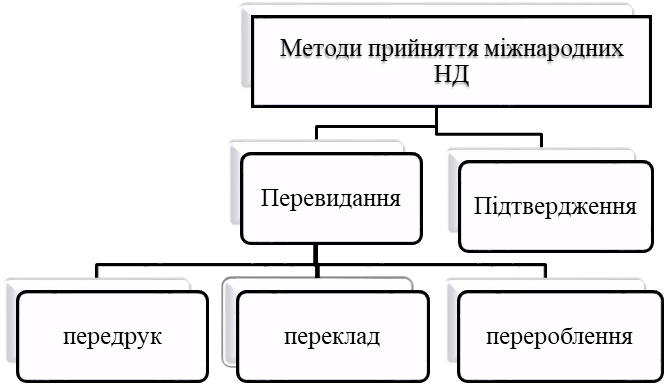 Методи прийняття міжнародних
НД
Перевидання
Підтвердження
передрук
переклад
перероблення